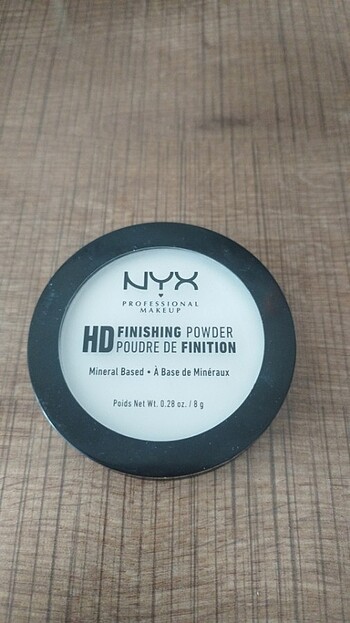 NYX
PROFESSIONAL
MAKEUP
HD FINISHING POWDER
POUDRE DE FINITION
Mineral Based • À Base de Minéraux
Poids Net Wt. 0.28 oz. / 8 g